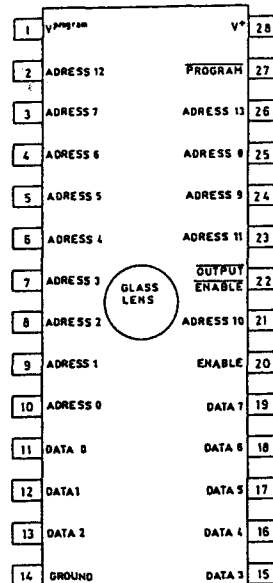 1 Vprogram V+ 28
2 ADRESS 12 PROGRAM 27
3 ADRESS 7 ADRESS 13 26
4 ADRESS 6 ADRESS 8 25
5 ADRESS 5 ADRESS 9 24
6 ADRESS 4 ADRESS 11 23
7 ADRESS 3 OUTPUT ENABLE 22
GLASS LENS
8 ADRESS 2 ADRESS 10 21
9 ADRESS 1 ENABLE 20
10 ADRESS 0 DATA 7 19
11 DATA 0 DATA 6 18
12 DATA1 DATA 5 17
13 DATA 2 DATA 4 16
14 GROUND DATA 3 15